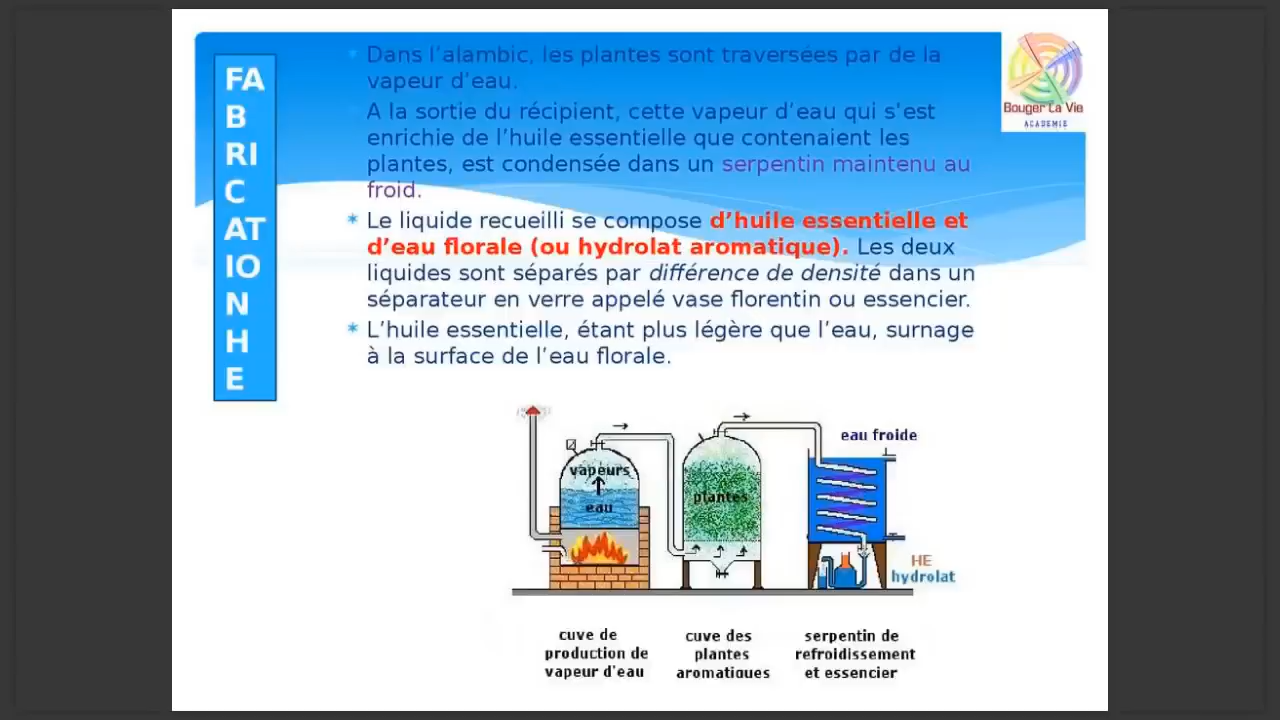 FA
B
RI
C
AT
IO
N
H
E
Dans l’alambic, les plantes sont traversées par de la
vapeur d’eau.
A la sortie du récipient, cette vapeur d’eau qui s’est
enrichie de l’huile essentielle que contenaient les
plantes, est condensée dans un serpentin maintenu au
froid.
Le liquide recueilli se compose d’huile essentielle et
d’eau florale (ou hydrolat aromatique). Les deux
liquides sont séparés par différence de densité dans un
séparateur en verre appelé vase florentin ou essencier.
L’huile essentielle, étant plus légère que l’eau, surnage
à la surface de l’eau florale.
Bouger La Vie
ACADEMIE
eau froide
vapeurs
eau
plantes
HE
hydrolat
cuve de
production de
vapeur d'eau
cuve des
plantes
aromatiques
serpentin de
refroidissement
et essencier